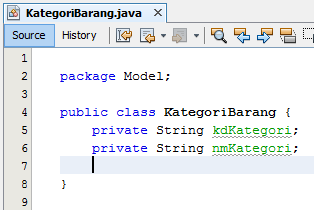 KategoriBarang.java
Source History
1
2 package Model;
3
4 public class KategoriBarang {
5 private String kdKategori;
6 private String nmKategori;
7
8 }